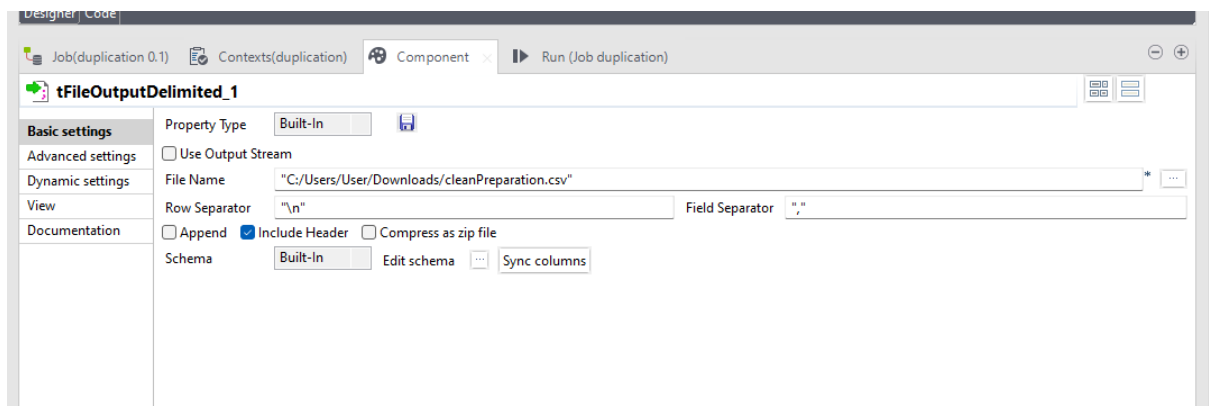 Designer Code
Job(duplication 0.1) Contexts(duplication) Component Run (Job duplication)
tFileOutputDelimited_1
Basic settings
Advanced settings
Dynamic settings
View
Documentation
Property Type Built-In
Use Output Stream
File Name "C:/Users/User/Downloads/cleanPreparation.csv" * ...
Row Separator "\n" Field Separator ","
Append Include Header Compress as zip file
Schema Built-In Edit schema ... Sync columns